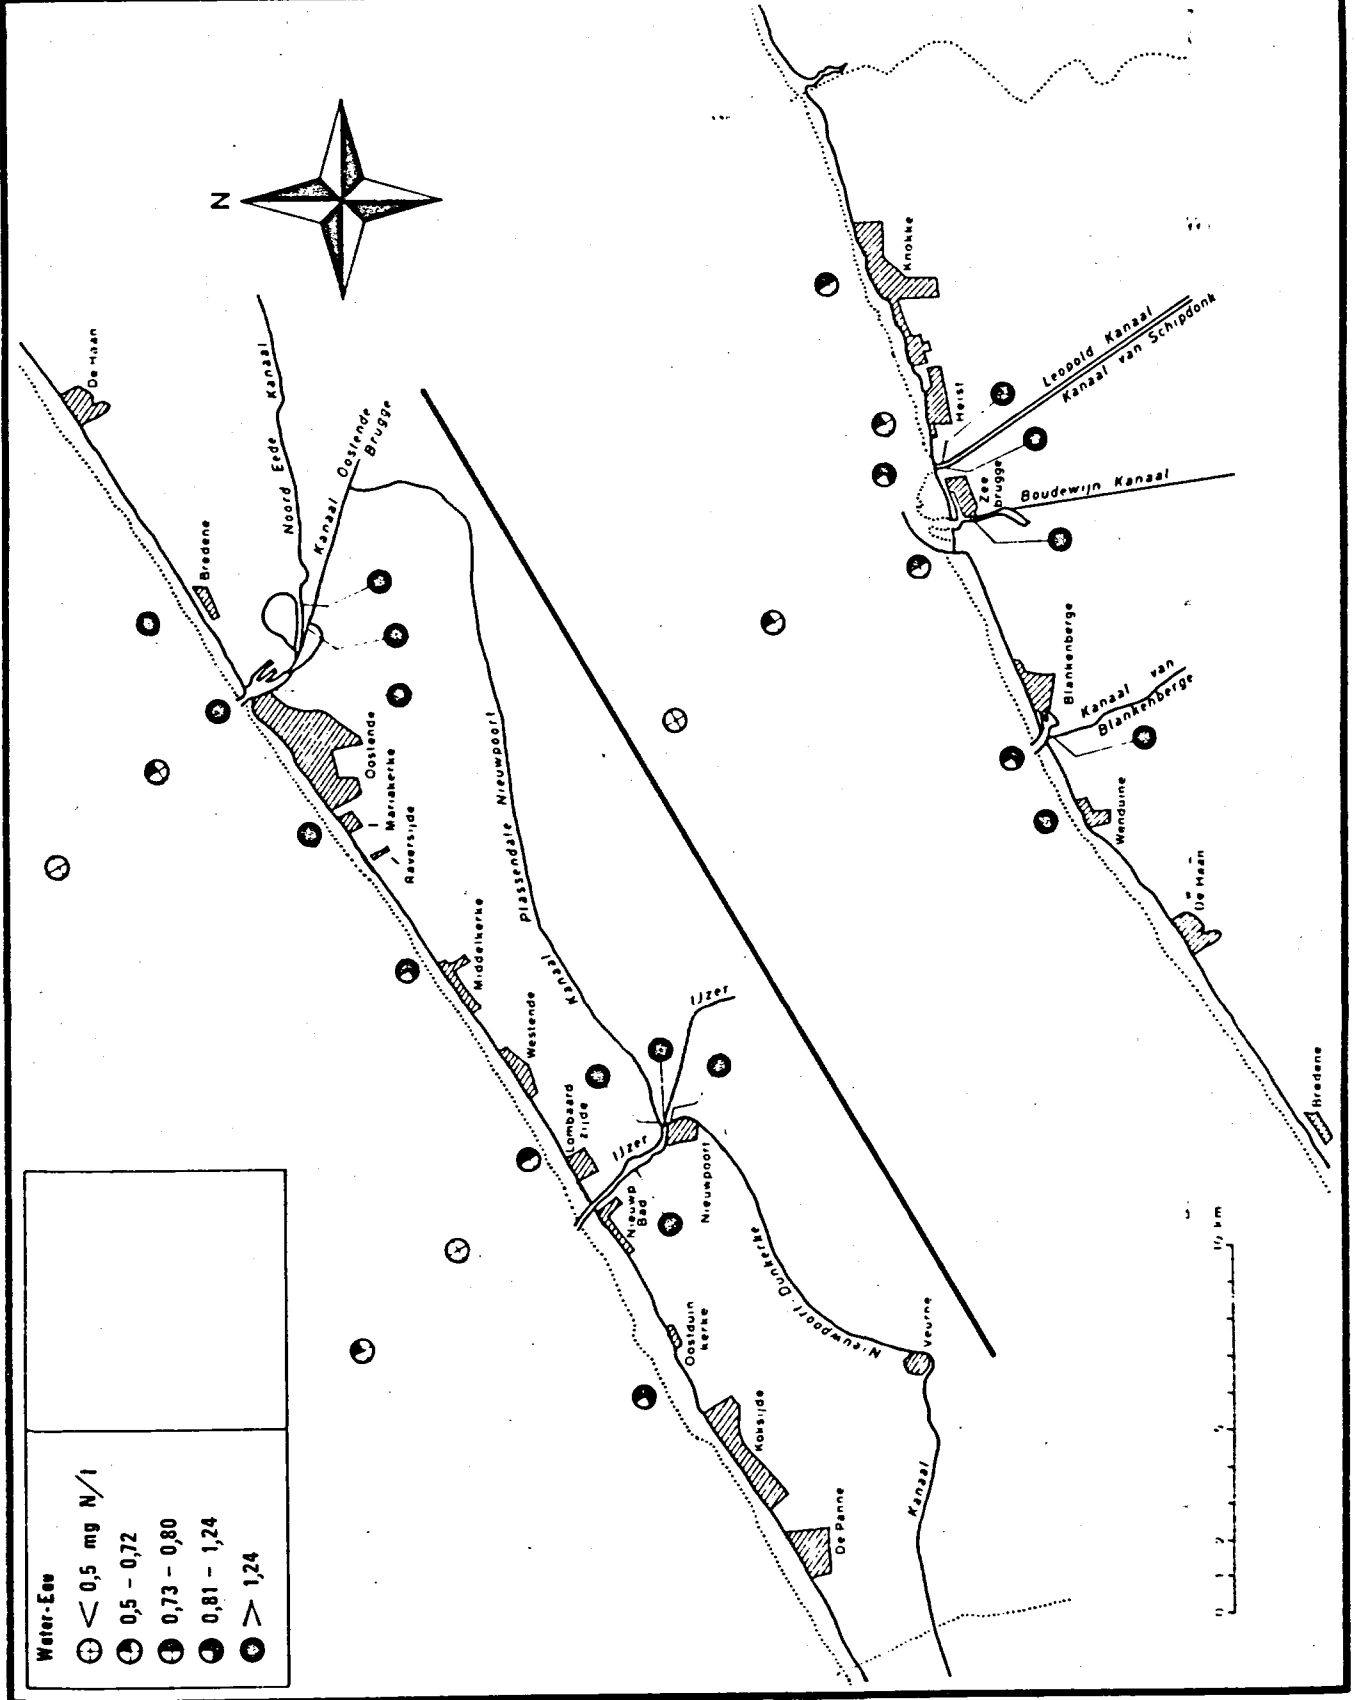 Water-Eau
< 0,5 mg N/l
0,5 - 0,72
0,73 - 0,80
0,81 - 1,24
> 1,24
N
De Haan
Bredene
Noord Eede Kanaal
Kanaal Oostende
Brugge
Oostende
Mariakerke
Raversijde
Middelkerke
Westende
Lombaard
zijde
Kanaal Plassendale Nieuwpoort
IJzer
IJzer
Nieuwp
Bad
Nieuwpoort
Oostduin
kerke
Koksijde
De Panne
Kanaal Nieuwpoort-Dunkerke
Veurne
Knokke
Heist
Leopold Kanaal
Kanaal van Schipdonk
Zee
brugge
Boudewijn Kanaal
Blankenberge
Kanaal van
Blankenberge
Wenduine
De Haan
Bredene
km